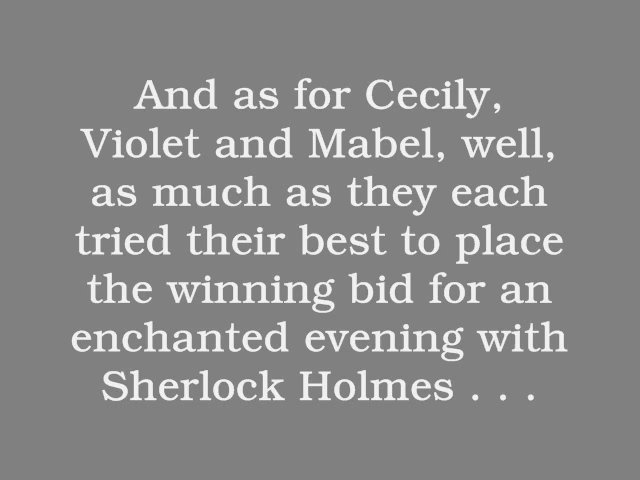 And as for Cecily,
Violet and Mabel, well,
as much as they each
tried their best to place
the winning bid for an
enchanted evening with
Sherlock Holmes . . .